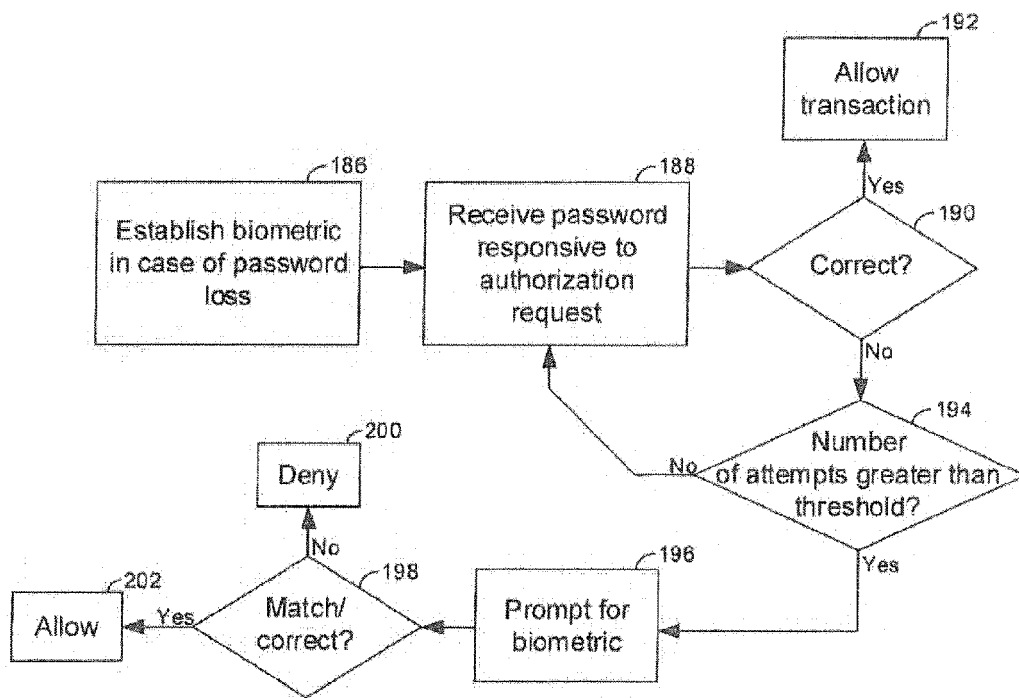 192
Allow
transaction
186
Establish biometric
in case of password
loss
188
Receive password
responsive to
authorization
request
Yes
190
Correct?
No
194
Number
of attempts greater than
threshold?
No
Yes
196
Prompt for
biometric
198
Match/
correct?
No
200
Deny
Yes
202
Allow